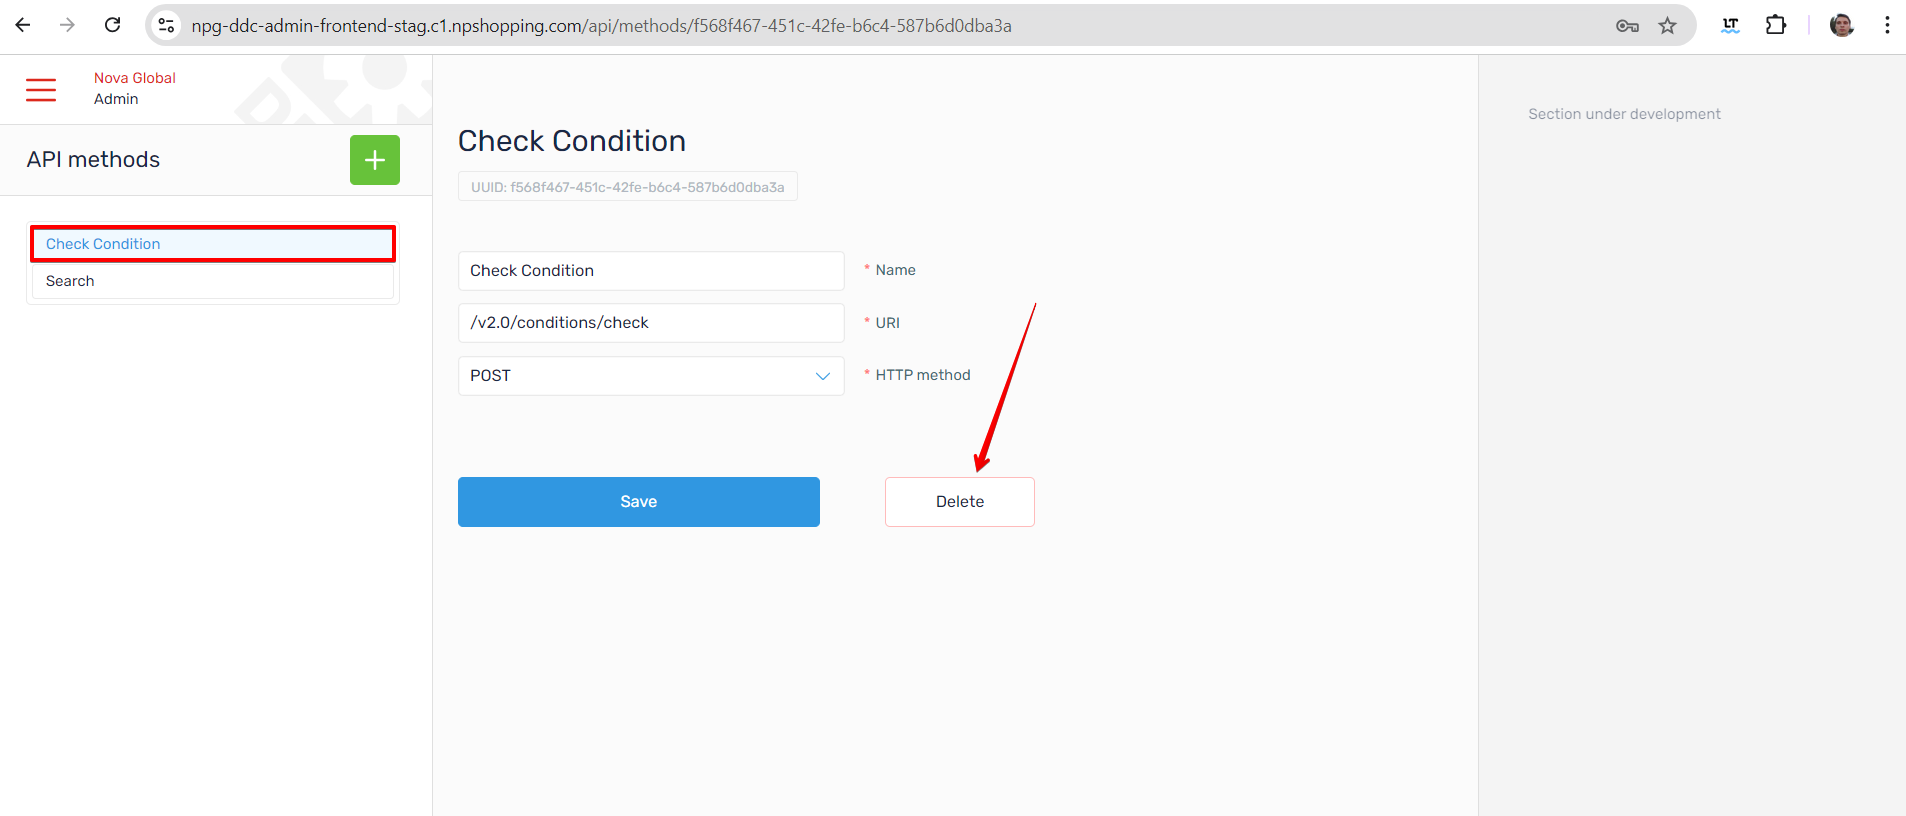 npg-ddc-admin-frontend-stag.c1.npshopping.com/api/methods/f568f467-451c-42fe-b6c4-587b6d0dba3a
LT
Nova Global
Admin
API methods
Check Condition
Search
Check Condition
UUID: f568f467-451c-42fe-b6c4-587b6d0dba3a
Check Condition * Name
/v2.0/conditions/check * URI
POST * HTTP method
Save Delete
Section under development